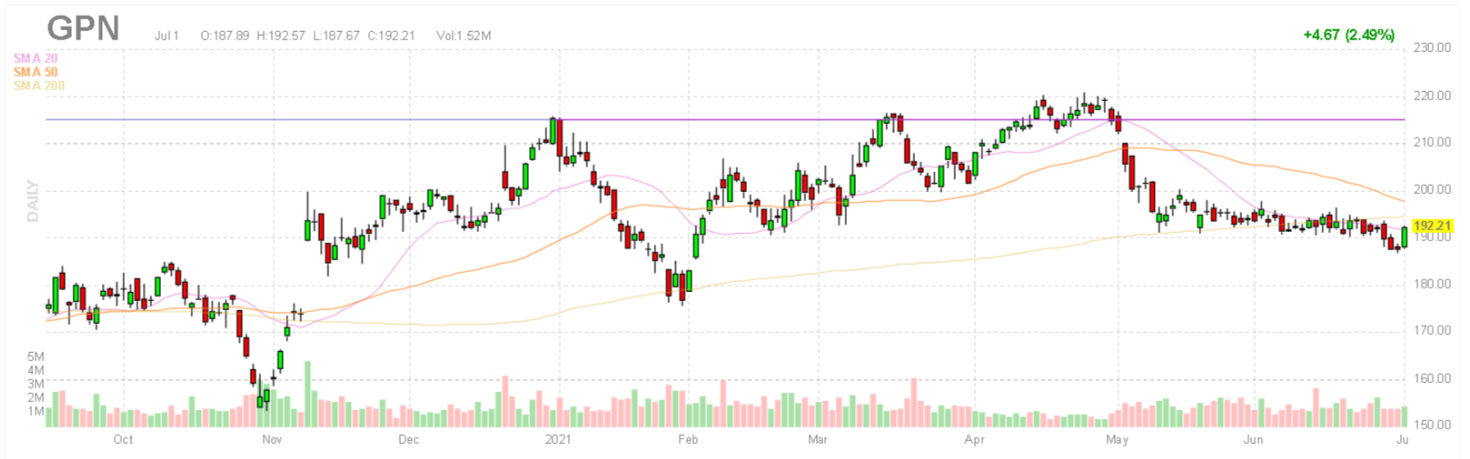 GPN Jul 1 O:187.89 H:192.57 L:187.67 C:192.21 Vol:1.52M +4.67 (2.49%)
SMA 20
SMA 50
SMA 200
DAILY
230.00
220.00
210.00
200.00
192.21
190.00
180.00
170.00
160.00
150.00
5M
4M
3M
2M
1M
Oct Nov Dec 2021 Feb Mar Apr May Jun Ju